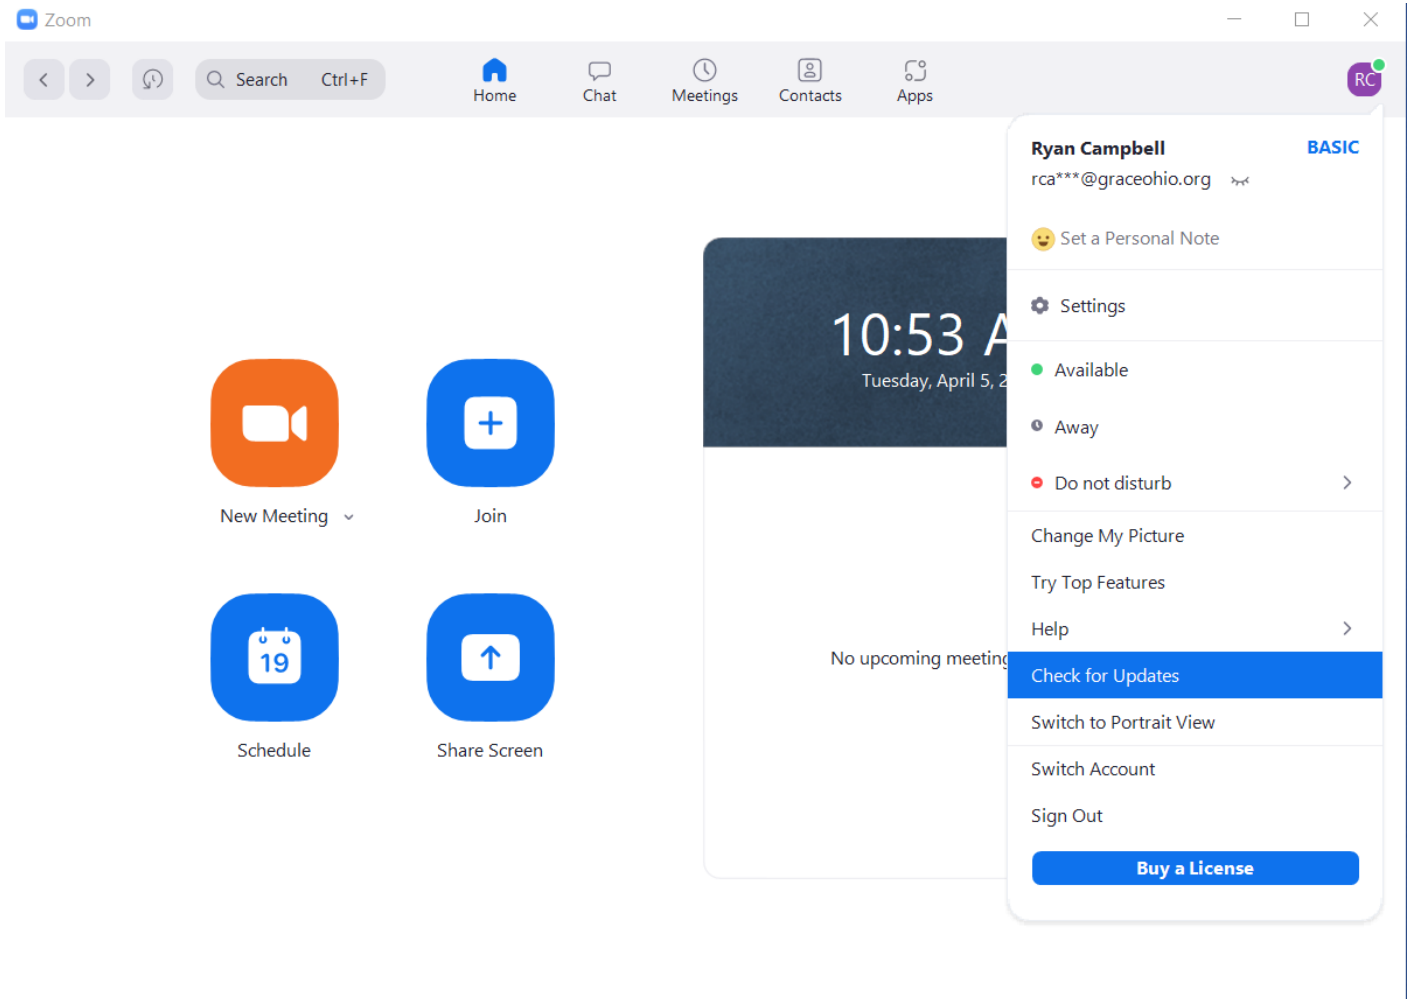 Zoom
Search Ctrl+F
Home
Chat
Meetings
Contacts
Apps
RC
Ryan Campbell BASIC
rca***@graceohio.org
Set a Personal Note
Settings
Available
Away
Do not disturb
Change My Picture
Try Top Features
Help
Check for Updates
Switch to Portrait View
Switch Account
Sign Out
Buy a License
10:53 A
Tuesday, April 5, 2
No upcoming meeting
New Meeting
Join
19
Schedule
Share Screen